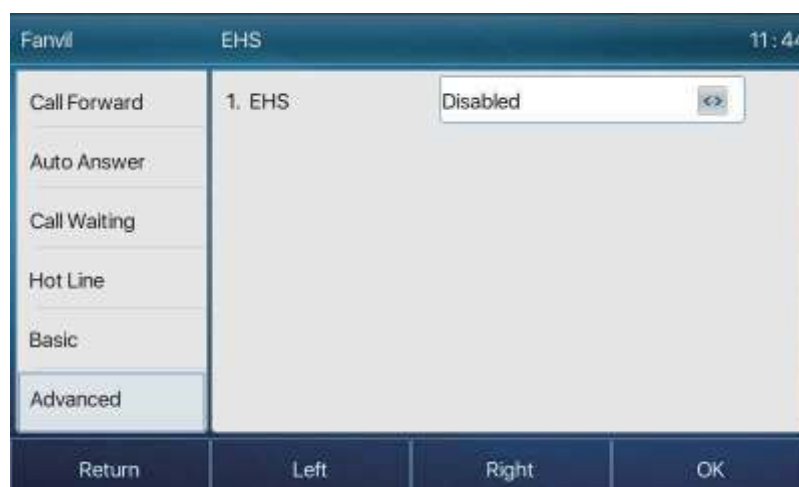 Fanvil EHS 11:44
Call Forward
1. EHS Disabled
Auto Answer
Call Waiting
Hot Line
Basic
Advanced
Return Left Right OK